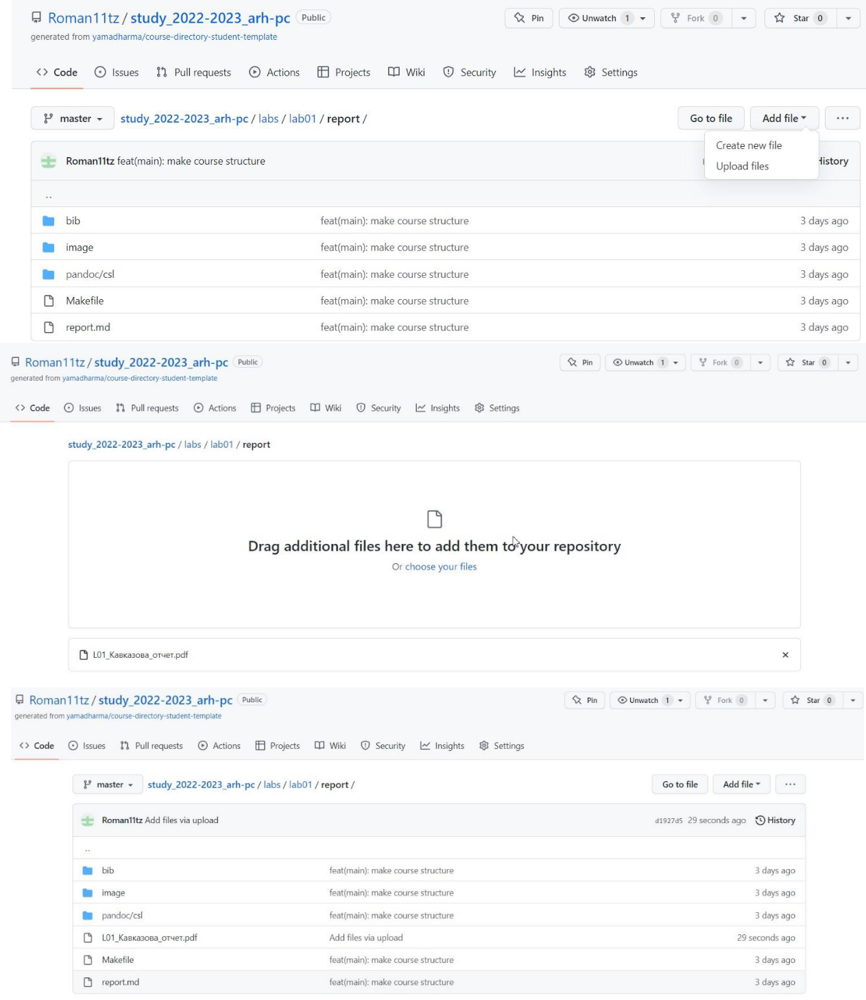 Roman11tz / study_2022-2023_arh-pc Public Pin Unwatch 1 Fork 0 Star 0
generated from yamadharma/course-directory-student-template
Code Issues Pull requests Actions Projects Wiki Security Insights Settings
master study_2022-2023_arh-pc / labs / lab01 / report / Go to file Add file ...
Create new file
Roman11tz feat(main): make course structure History
Upload files
..
bib feat(main): make course structure 3 days ago
image feat(main): make course structure 3 days ago
pandoc/csl feat(main): make course structure 3 days ago
Makefile feat(main): make course structure 3 days ago
report.md feat(main): make course structure 3 days ago
Roman11tz / study_2022-2023_arh-pc Public Pin Unwatch 1 Fork 0 Star 0
generated from yamadharma/course-directory-student-template
Code Issues Pull requests Actions Projects Wiki Security Insights Settings
study_2022-2023_arh-pc / labs / lab01 / report
Drag additional files here to add them to your repository
Or choose your files
Л01_Кавказова_отчет.pdf ×
Roman11tz / study_2022-2023_arh-pc Public Pin Unwatch 1 Fork 0 Star 0
generated from yamadharma/course-directory-student-template
Code Issues Pull requests Actions Projects Wiki Security Insights Settings
master study_2022-2023_arh-pc / labs / lab01 / report / Go to file Add file ...
Roman11tz Add files via upload d1927d5 29 seconds ago History
..
bib feat(main): make course structure 3 days ago
image feat(main): make course structure 3 days ago
pandoc/csl feat(main): make course structure 3 days ago
Л01_Кавказова_отчет.pdf Add files via upload 29 seconds ago
Makefile feat(main): make course structure 3 days ago
report.md feat(main): make course structure 3 days ago